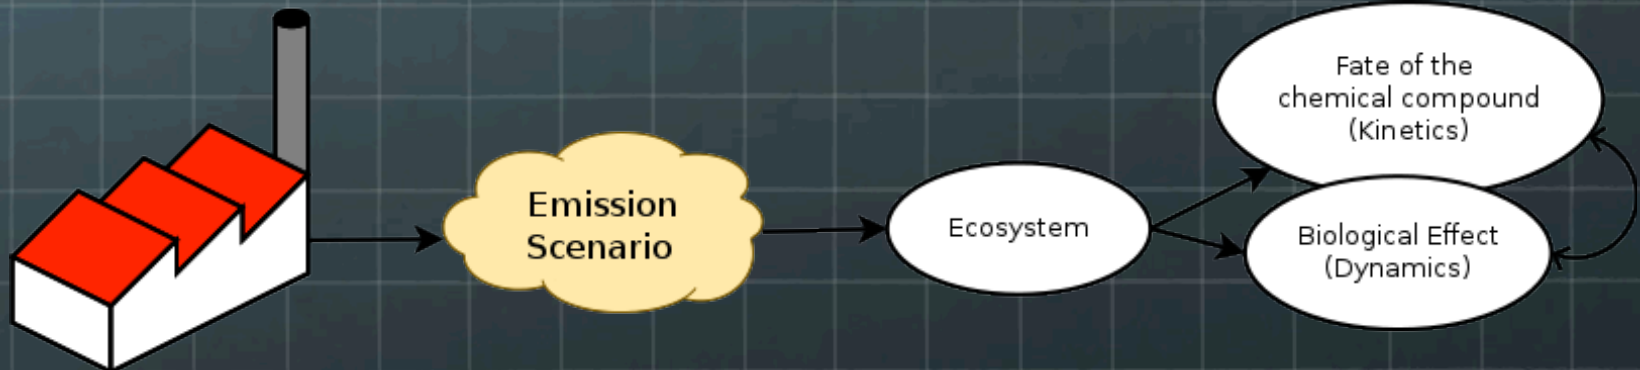 Emission
Scenario
Ecosystem
Fate of the
chemical compound
(Kinetics)
Biological Effect
(Dynamics)